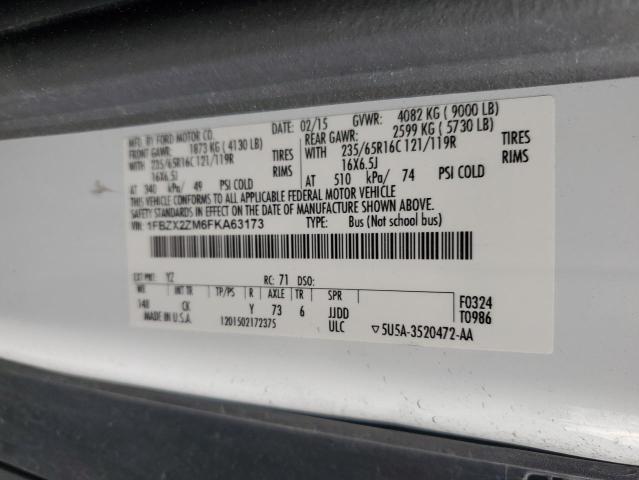 MFD. BY FORD MOTOR CO. DATE: 02/15 GVWR: 4082 KG ( 9000 LB)
FRONT GAWR: 1873 KG ( 4130 LB) REAR GAWR: 2599 KG ( 5730 LB)
WITH 235/65R16C 121/119R TIRES WITH 235/65R16C 121/119R TIRES
16X6.5J RIMS 16X6.5J RIMS
AT 340 kPa/ 49 PSI COLD AT 510 kPa/ 74 PSI COLD
THIS VEHICLE CONFORMS TO ALL APPLICABLE FEDERAL MOTOR VEHICLE
SAFETY STANDARDS IN EFFECT ON THE DATE OF MANUFACTURE SHOWN ABOVE.
VIN: 1FBZX2ZM6FKA63173 TYPE: Bus (Not school bus)
EXT PNT: YZ RC: 71 DSO:
WB INT TR TP/PS R AXLE TR SPR F0324
148 CK Y 73 6 JJDD T0986
MADE IN U.S.A. 1201502172375 ULC ▽5U5A-3520472-AA